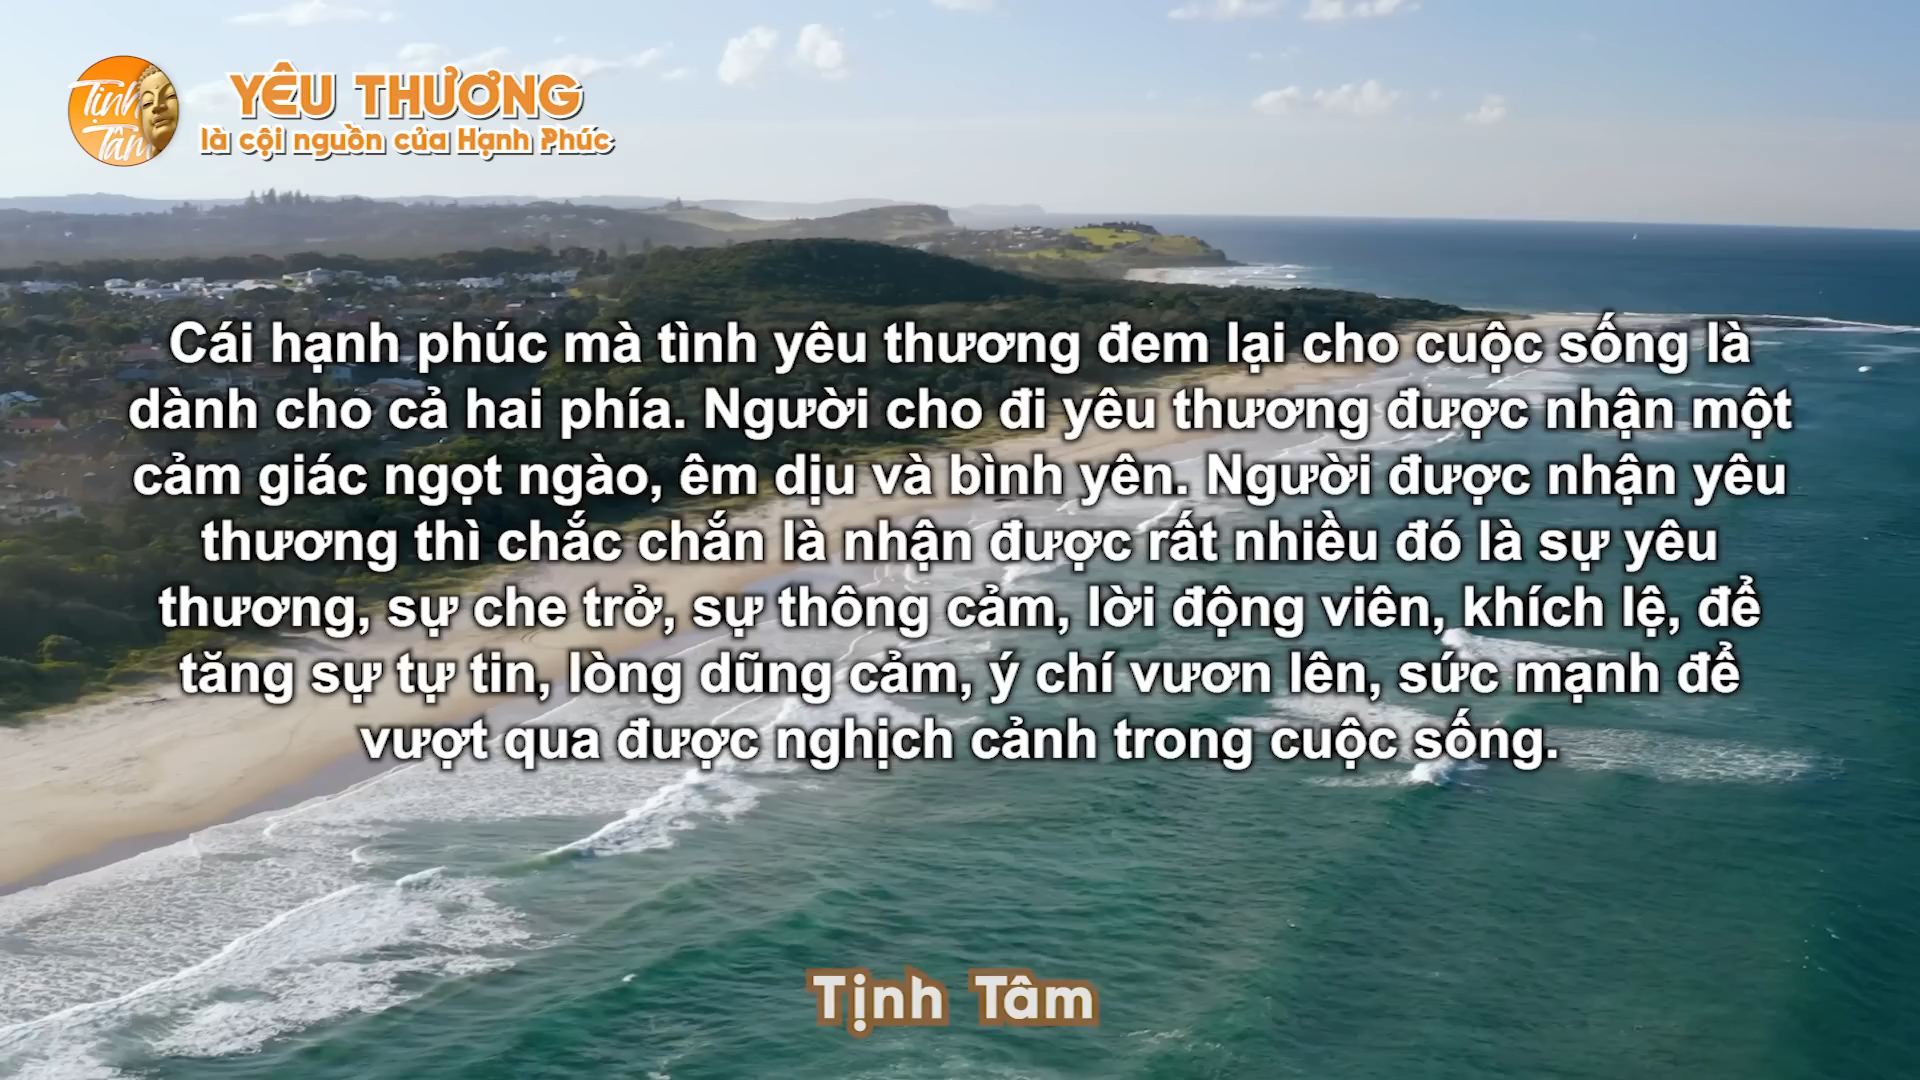 Tịnh
Tâm
YÊU THƯƠNG
là cội nguồn của Hạnh Phúc
Cái hạnh phúc mà tình yêu thương đem lại cho cuộc sống là
dành cho cả hai phía. Người cho đi yêu thương được nhận một
cảm giác ngọt ngào, êm dịu và bình yên. Người được nhận yêu
thương thì chắc chắn là nhận được rất nhiều đó là sự yêu
thương, sự che trở, sự thông cảm, lời động viên, khích lệ, để
tăng sự tự tin, lòng dũng cảm, ý chí vươn lên, sức mạnh để
vượt qua được nghịch cảnh trong cuộc sống.
Tịnh Tâm